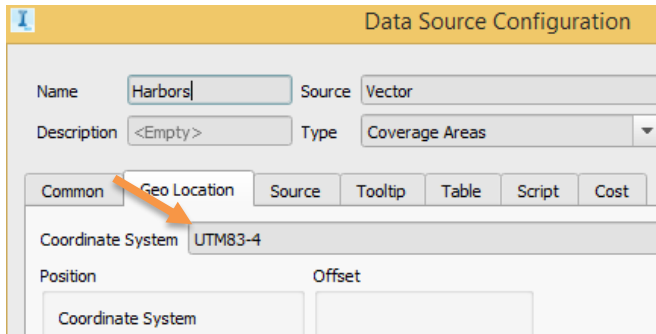 Data Source Configuration
Name Harbors Source Vector
Description <Empty> Type Coverage Areas
Common Geo Location Source Tooltip Table Script Cost
Coordinate System UTM83-4
Position Offset
Coordinate System